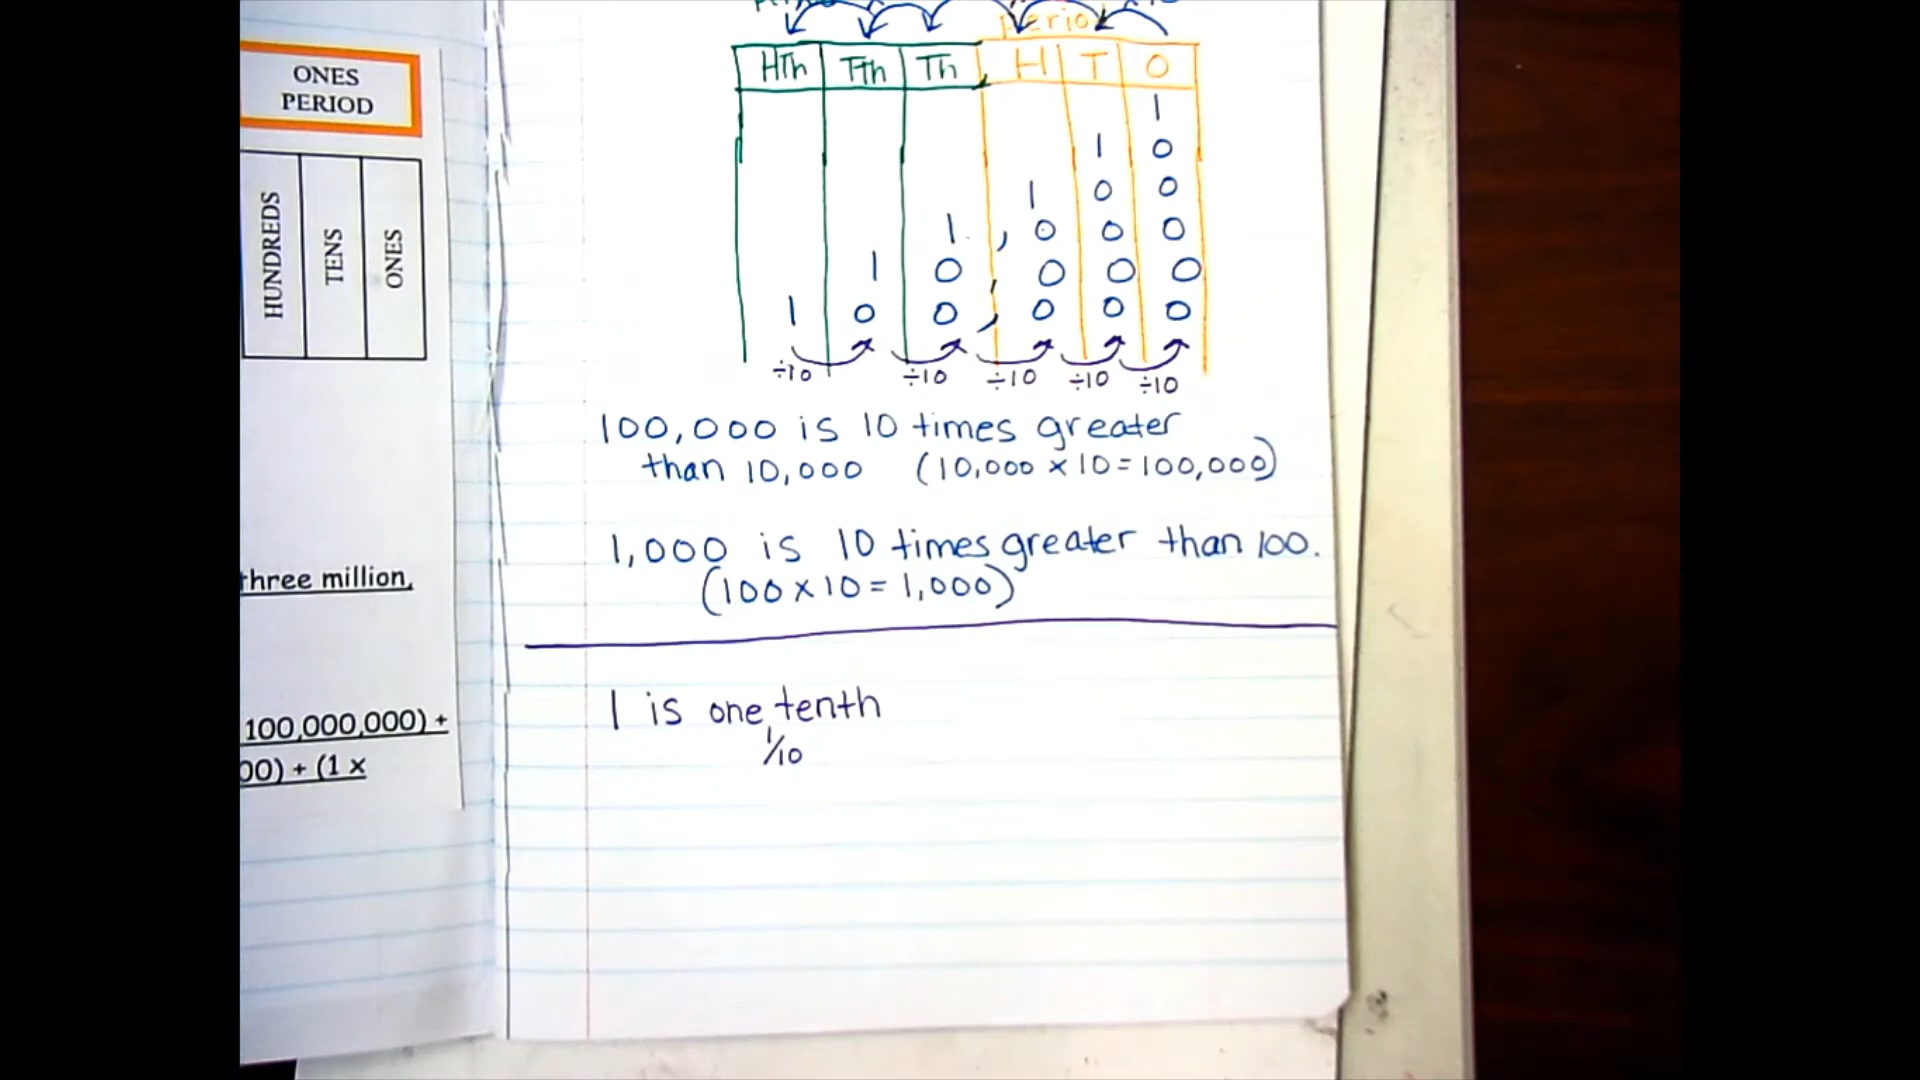 ONES
PERIOD
HUNDREDS
TENS
ONES
three million,
100,000,000) +
00) + (1 x
period
HTh TTh Th H T O
1
1 0
1 0 0
1 , 0 0 0
1 0 , 0 0 0
1 0 0 , 0 0 0
÷10 ÷10 ÷10 ÷10 ÷10
100,000 is 10 times greater
than 10,000 (10,000 x 10 = 100,000)
1,000 is 10 times greater than 100.
(100 x 10 = 1,000)
1 is one tenth
1/10